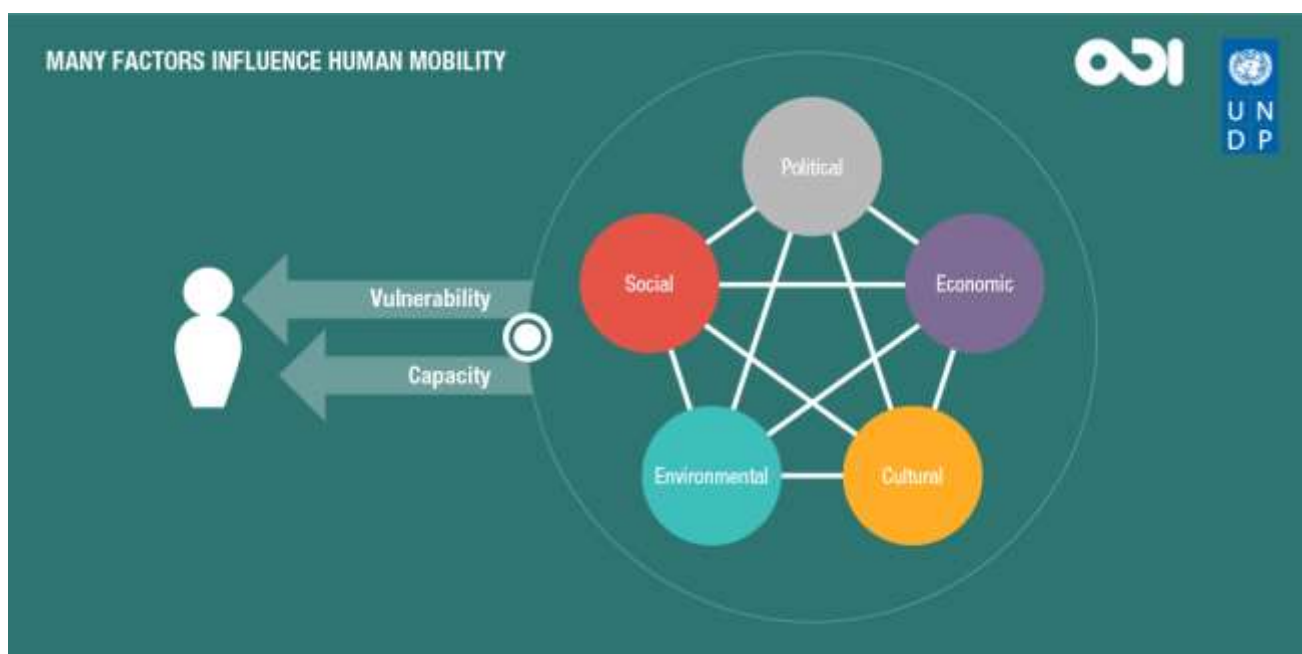 MANY FACTORS INFLUENCE HUMAN MOBILITY
ODI
U N
D P
Political
Social
Economic
Vulnerability
Capacity
Environmental
Cultural